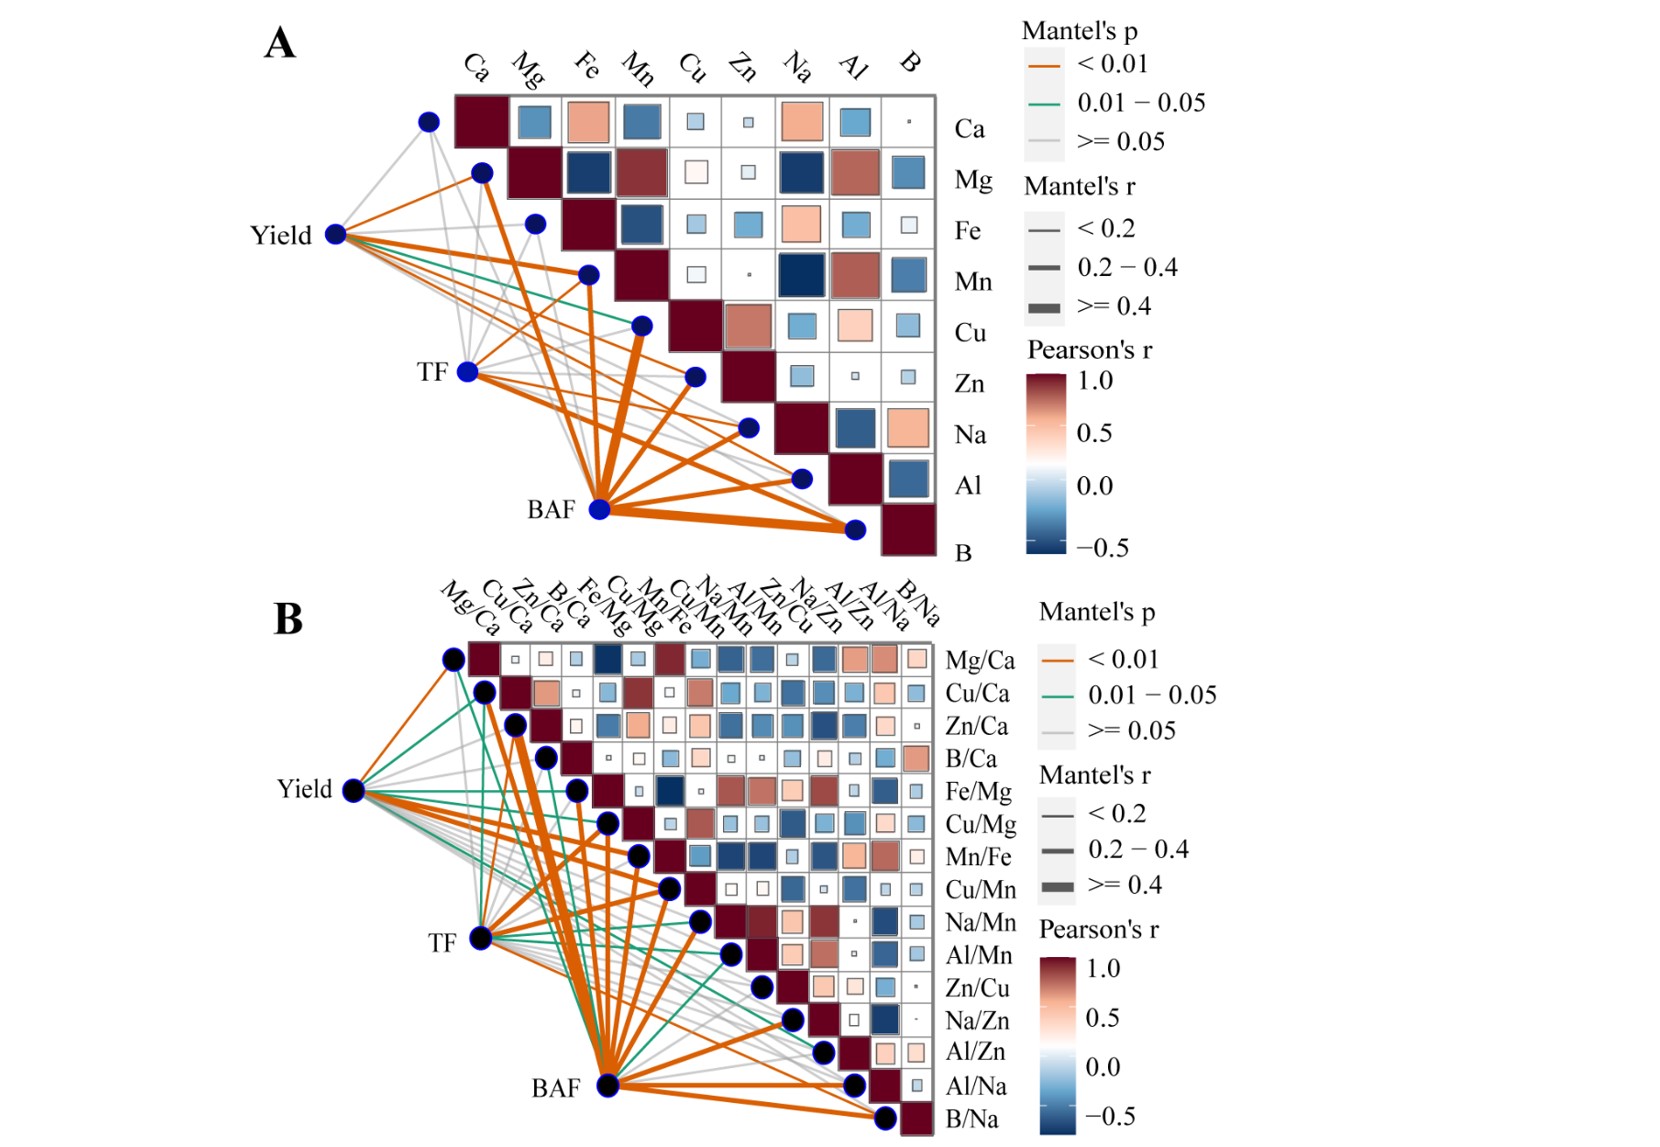 A
Ca Mg Fe Mn Cu Zn Na Al B
Ca
Mg
Fe
Mn
Cu
Zn
Na
Al
B
Yield
TF
BAF
Mantel's p
< 0.01
0.01 − 0.05
>= 0.05
Mantel's r
< 0.2
0.2 − 0.4
>= 0.4
Pearson's r
1.0
0.5
0.0
−0.5
B
Mg/Ca Cu/Ca Zn/Ca B/Ca Fe/Mg Cu/Mg Mn/Fe Cu/Mn Na/Mn Al/Mn Zn/Cu Na/Zn Al/Zn Al/Na B/Na
Mg/Ca
Cu/Ca
Zn/Ca
B/Ca
Fe/Mg
Cu/Mg
Mn/Fe
Cu/Mn
Na/Mn
Al/Mn
Zn/Cu
Na/Zn
Al/Zn
Al/Na
B/Na
Yield
TF
BAF
Mantel's p
< 0.01
0.01 − 0.05
>= 0.05
Mantel's r
< 0.2
0.2 − 0.4
>= 0.4
Pearson's r
1.0
0.5
0.0
−0.5